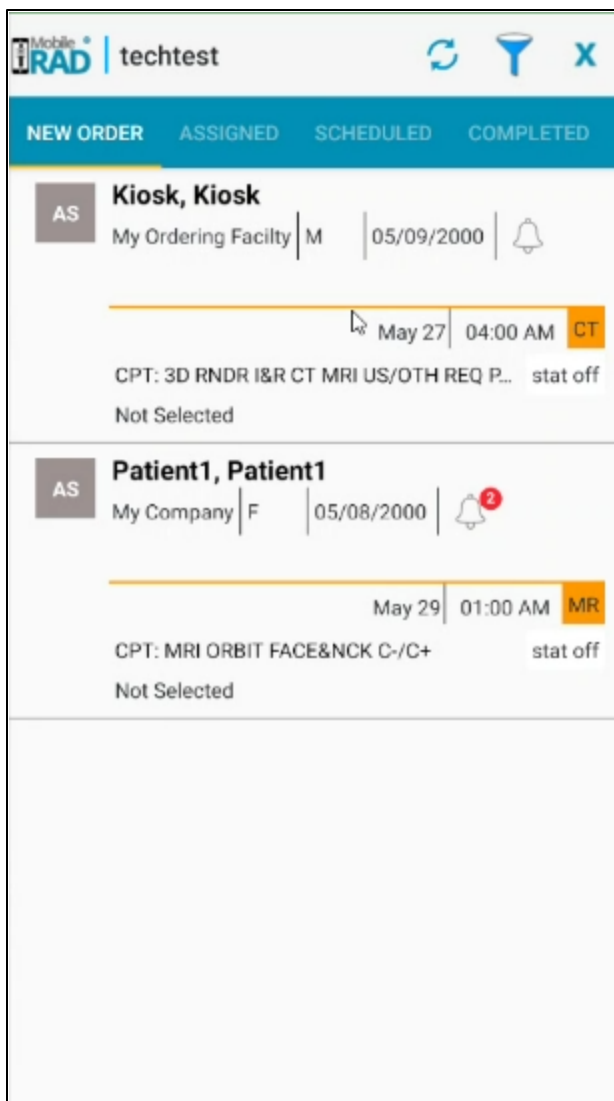 Mobile
RAD techtest X
NEW ORDER ASSIGNED SCHEDULED COMPLETED
AS Kiosk, Kiosk
My Ordering Facilty M 05/09/2000
May 27 04:00 AM CT
CPT: 3D RNDR I&R CT MRI US/OTH REQ P... stat off
Not Selected
AS Patient1, Patient1
My Company F 05/08/2000 2
May 29 01:00 AM MR
CPT: MRI ORBIT FACE&NCK C-/C+ stat off
Not Selected